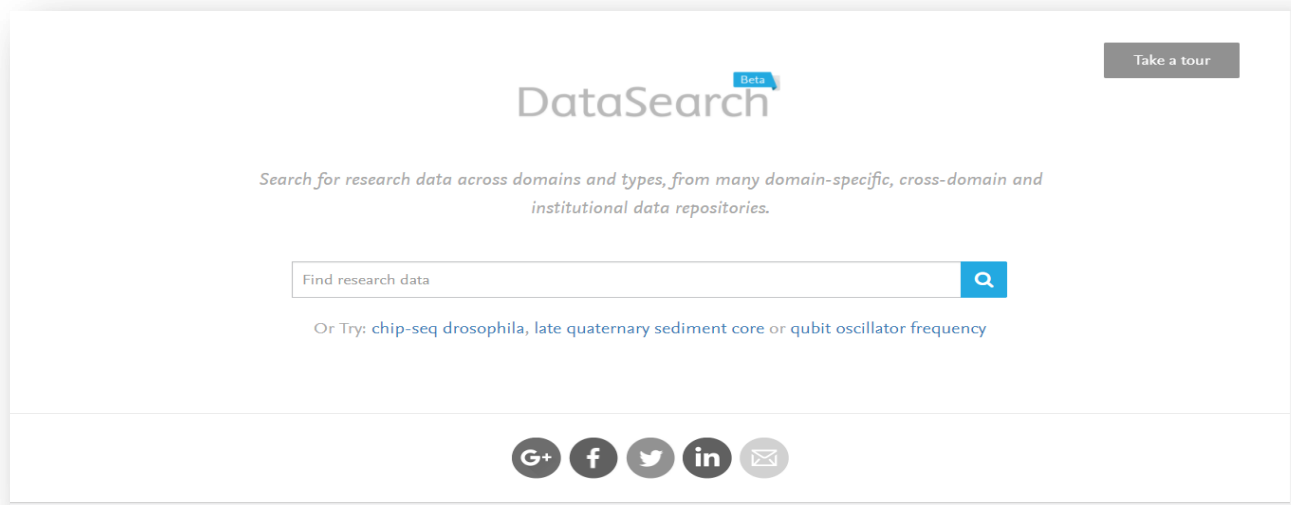 Take a tour
Beta
DataSearch
Search for research data across domains and types, from many domain-specific, cross-domain and
institutional data repositories.
Find research data
Or Try: chip-seq drosophila, late quaternary sediment core or qubit oscillator frequency
G+ f in